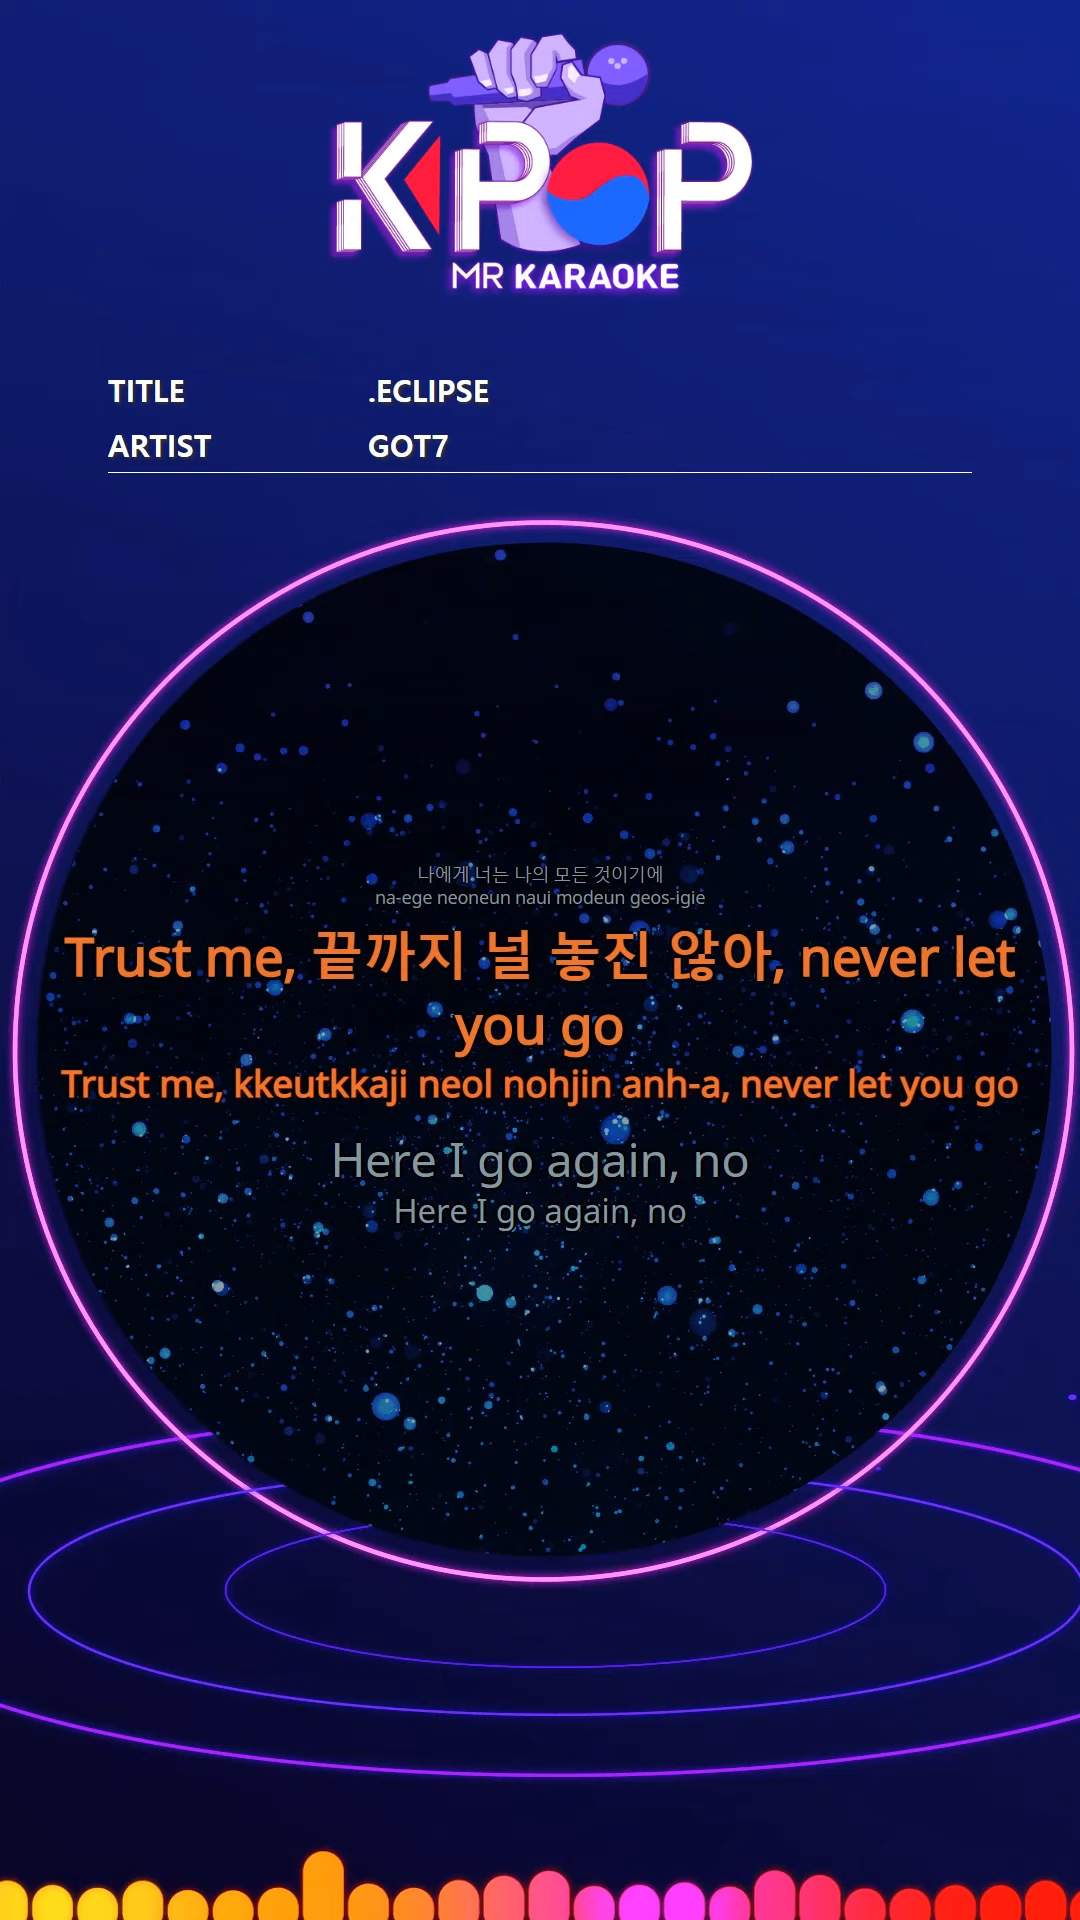 KPOP
MR KARAOKE
TITLE .ECLIPSE
ARTIST GOT7
나에게 너는 나의 모든 것이기에
na-ege neoneun naui modeun geos-igie
Trust me, 끝까지 널 놓진 않아, never let
you go
Trust me, kkeutkkaji neol nohjin anh-a, never let you go
Here I go again, no
Here I go again, no